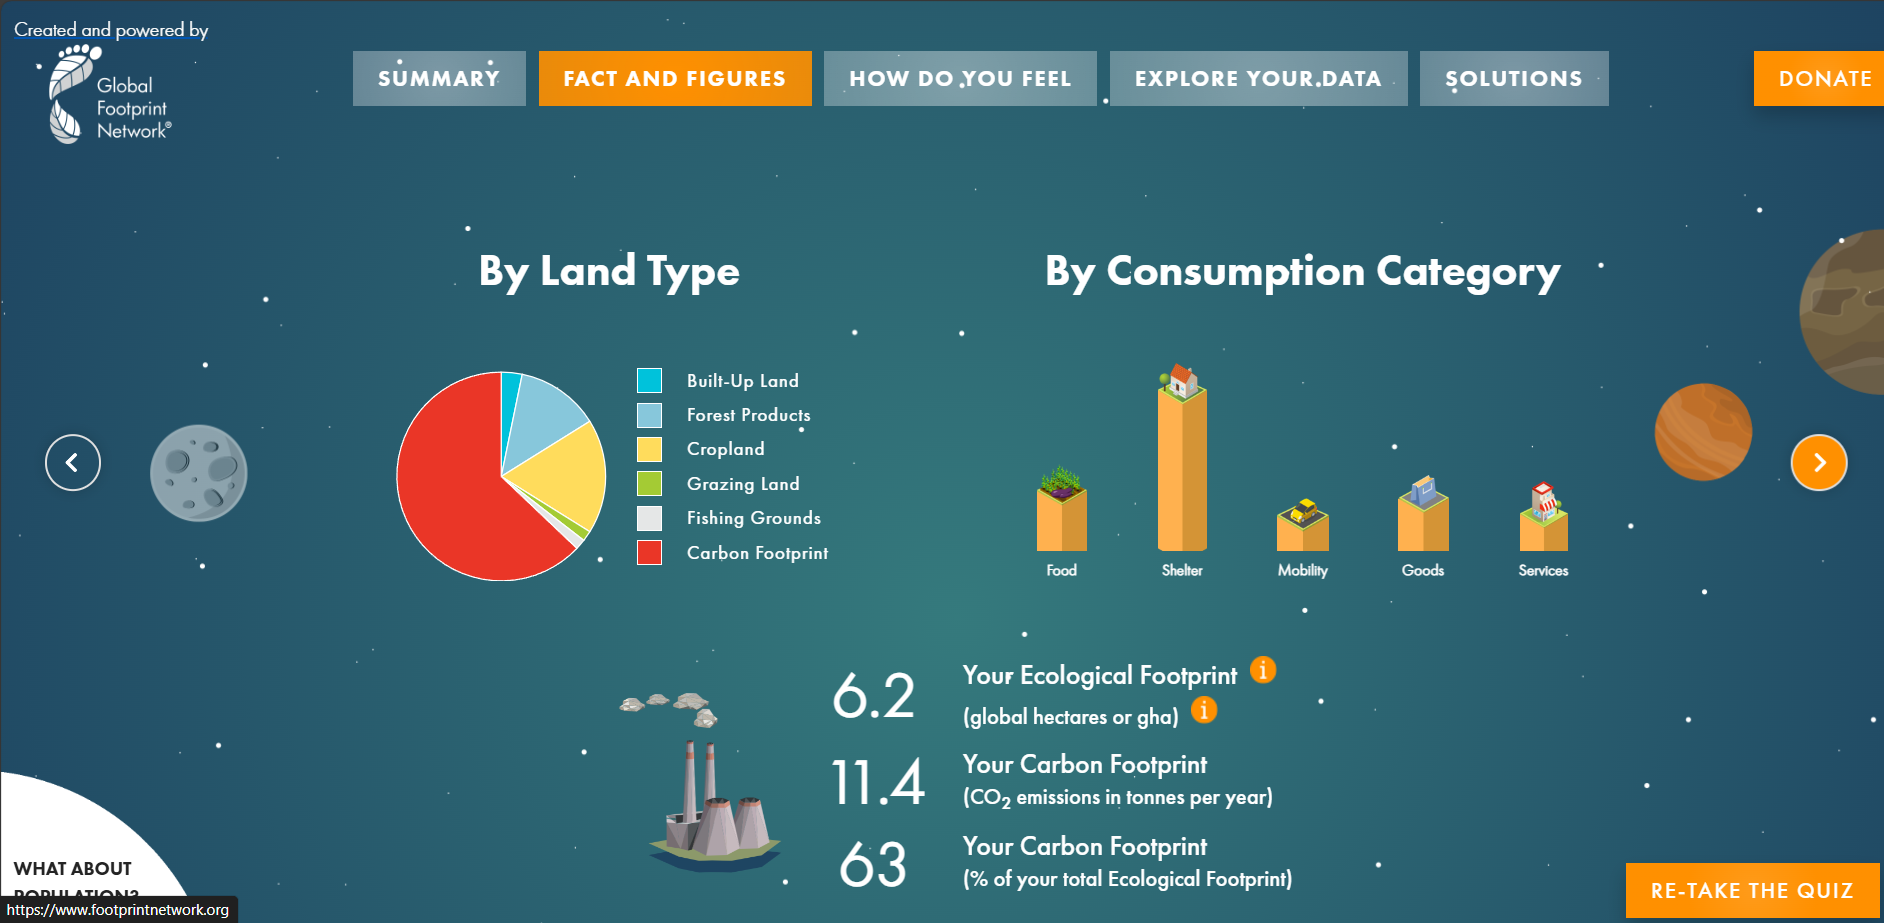 Created and powered by
Global
Footprint
Network®
SUMMARY
FACT AND FIGURES
HOW DO YOU FEEL
EXPLORE YOUR DATA
SOLUTIONS
DONATE
By Land Type
Built-Up Land
Forest Products
Cropland
Grazing Land
Fishing Grounds
Carbon Footprint
By Consumption Category
Food
Shelter
Mobility
Goods
Services
6.2
Your Ecological Footprint i
(global hectares or gha) i
11.4
Your Carbon Footprint
(CO2 emissions in tonnes per year)
63
Your Carbon Footprint
(% of your total Ecological Footprint)
WHAT ABOUT
POPULATION?
https://www.footprintnetwork.org
RE-TAKE THE QUIZ